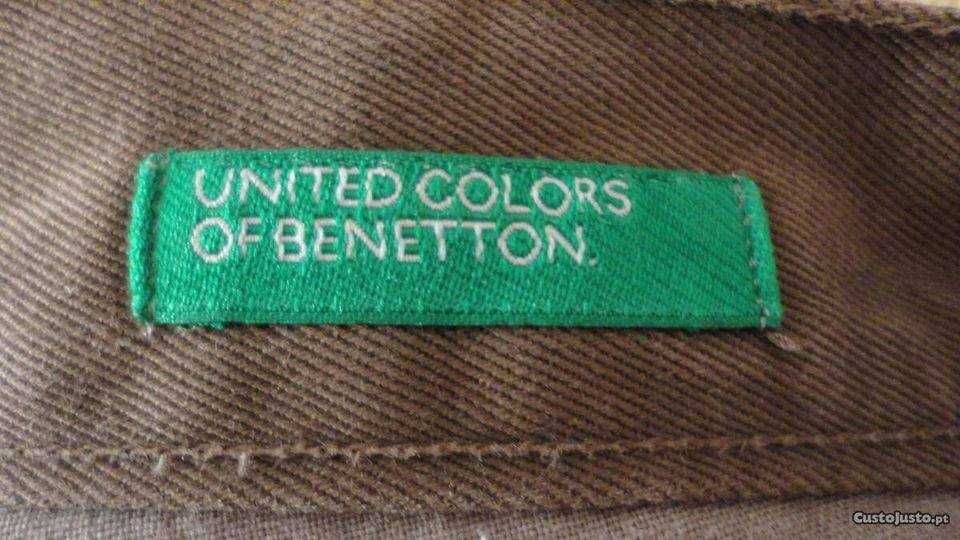 UNITED COLORS
OF BENETTON.
CustoJusto.pt